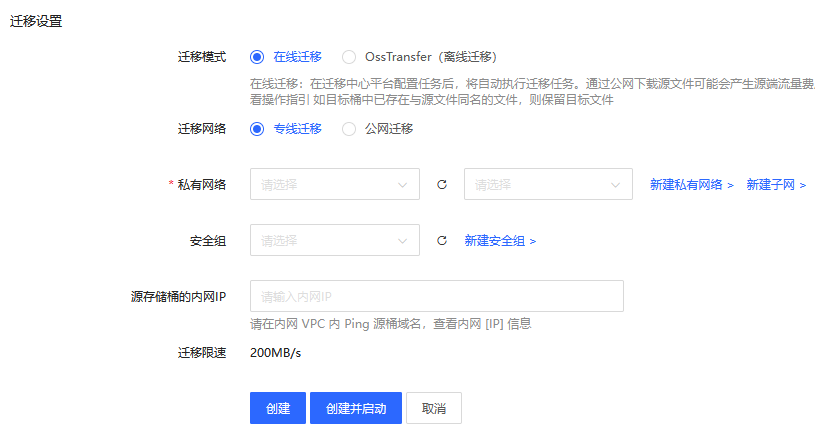 迁移设置
迁移模式 在线迁移 OssTransfer（离线迁移）
在线迁移：在迁移中心平台配置任务后，将自动执行迁移任务。通过公网下载源文件可能会产生源端流量费
看操作指引 如目标桶中已存在与源文件同名的文件，则保留目标文件
迁移网络 专线迁移 公网迁移
* 私有网络 请选择 请选择 新建私有网络 > 新建子网 >
安全组 请选择 新建安全组 >
源存储桶的内网IP 请输入内网IP
请在内网 VPC 内 Ping 源桶域名，查看内网 [IP] 信息
迁移限速 200MB/s
创建 创建并启动 取消